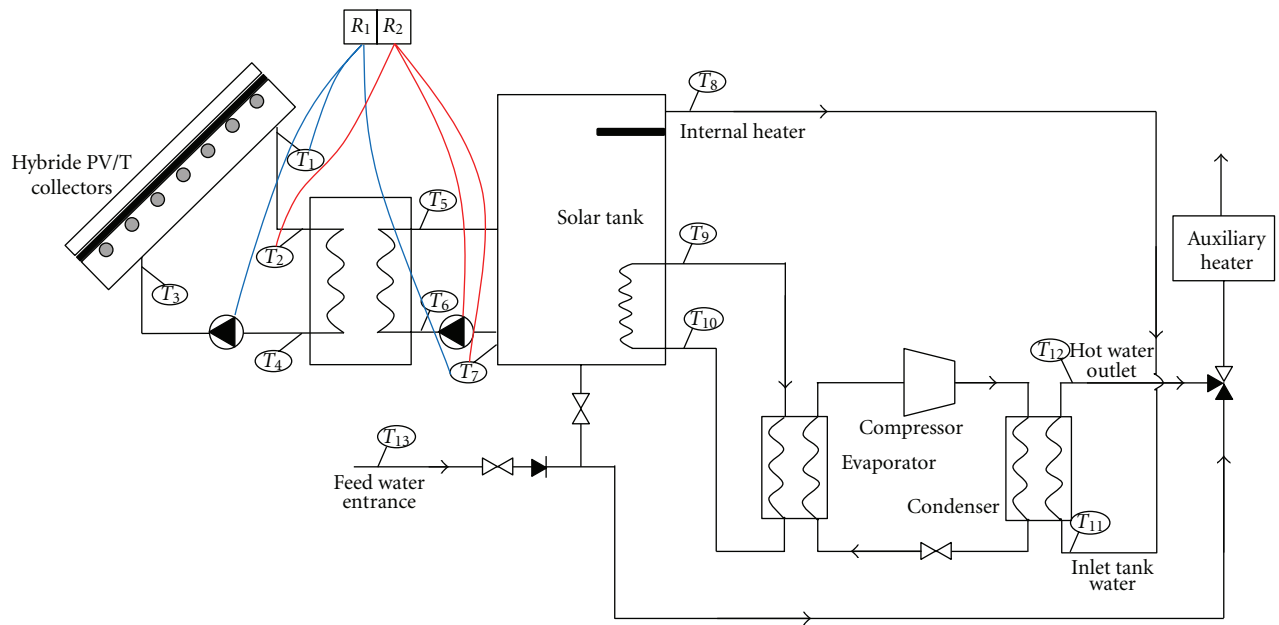 R1 R2
T8
Internal heater
Hybride PV/T
collectors
T1
T5
Solar tank
T2
T9
Auxiliary
heater
T3
T6
T10
T4
T7
T12
Hot water
outlet
Compressor
T13
Feed water
entrance
Evaporator
Condenser
T11
Inlet tank
water